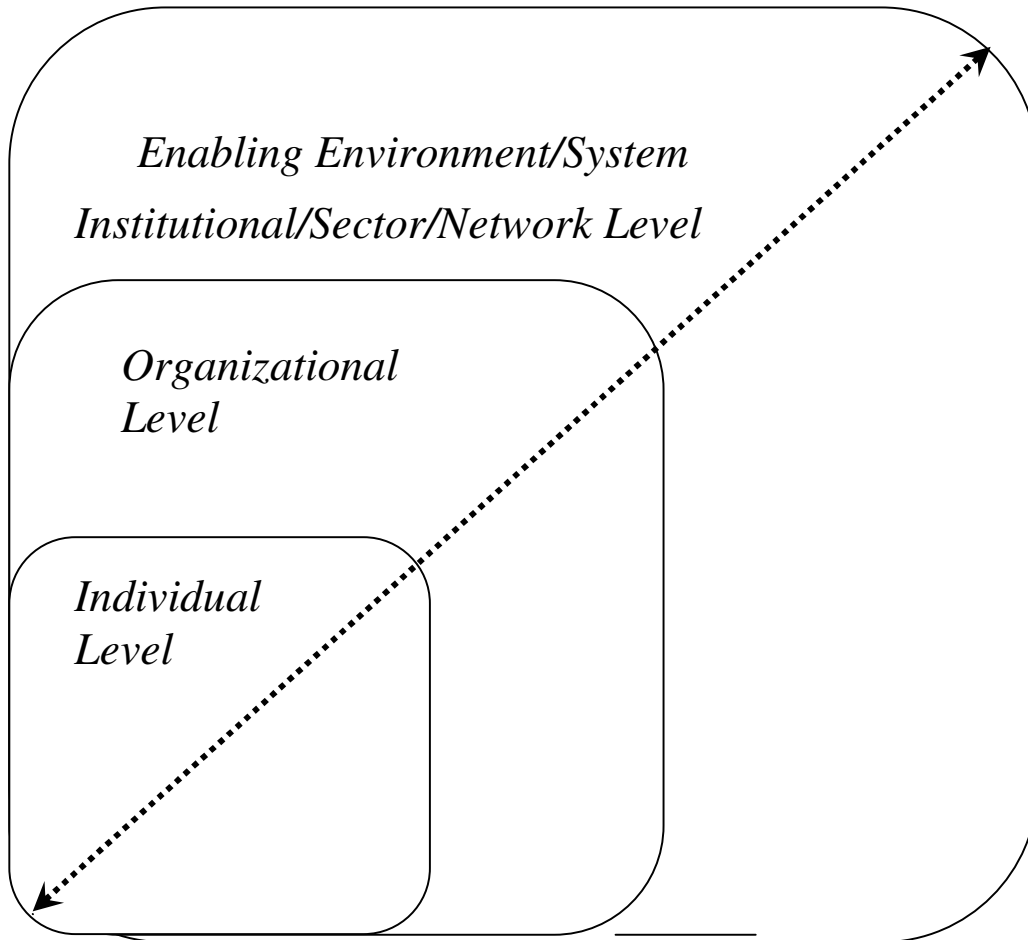 Enabling Environment/System
Institutional/Sector/Network Level
Organizational
Level
Individual
Level